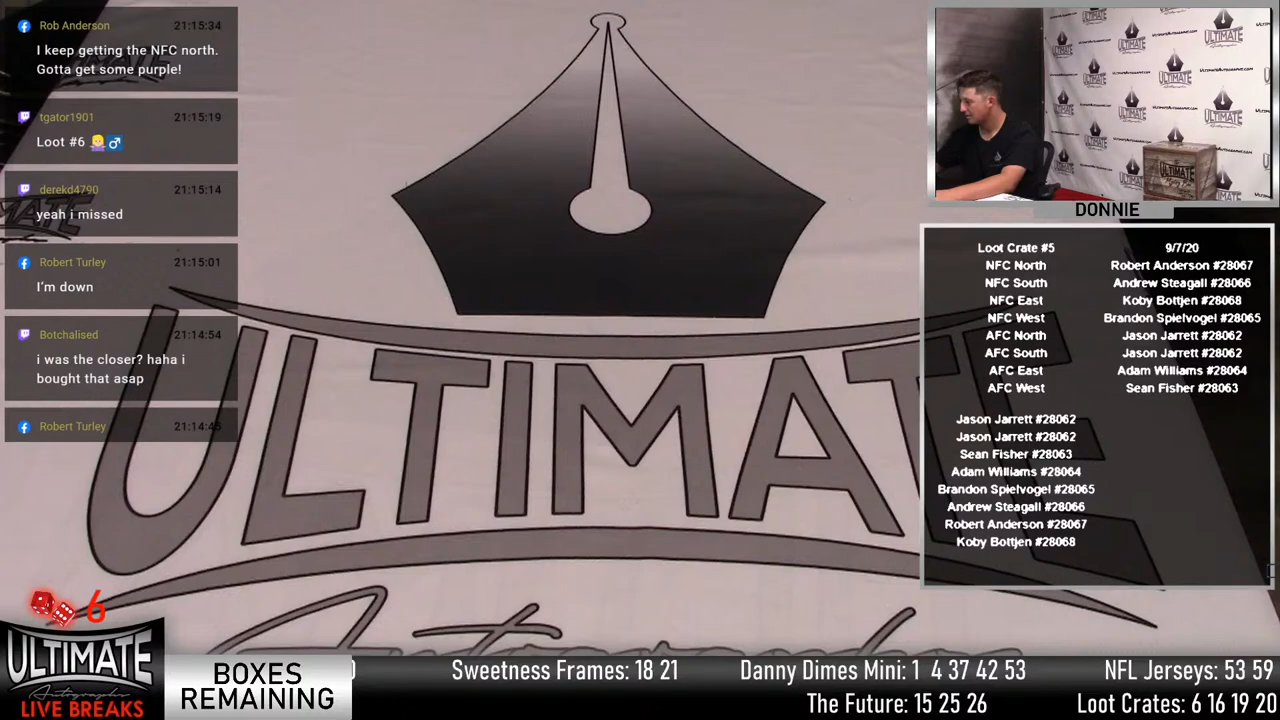 Rob Anderson 21:15:34
I keep getting the NFC north.
Gotta get some purple!
tgator1901 21:15:19
Loot #6
derekd4790 21:15:14
yeah i missed
Robert Turley 21:15:01
I'm down
Botchalised 21:14:54
i was the closer? haha i
bought that asap
Robert Turley 21:14:45
ULTIMAT
Autographs
ULTIMATE
DONNIE
Loot Crate #5 9/7/20
NFC North Robert Anderson #28067
NFC South Andrew Steagall #28066
NFC East Koby Bottjen #28068
NFC West Brandon Spielvogel #28065
AFC North Jason Jarrett #28062
AFC South Jason Jarrett #28062
AFC East Adam Williams #28064
AFC West Sean Fisher #28063
Jason Jarrett #28062
Jason Jarrett #28062
Sean Fisher #28063
Adam Williams #28064
Brandon Spielvogel #28065
Andrew Steagall #28066
Robert Anderson #28067
Koby Bottjen #28068
6
ULTIMATE
Autographs
LIVE BREAKS
BOXES
REMAINING
0 Sweetness Frames: 18 21 Danny Dimes Mini: 1 4 37 42 53 NFL Jerseys: 53 59
The Future: 15 25 26 Loot Crates: 6 16 19 20